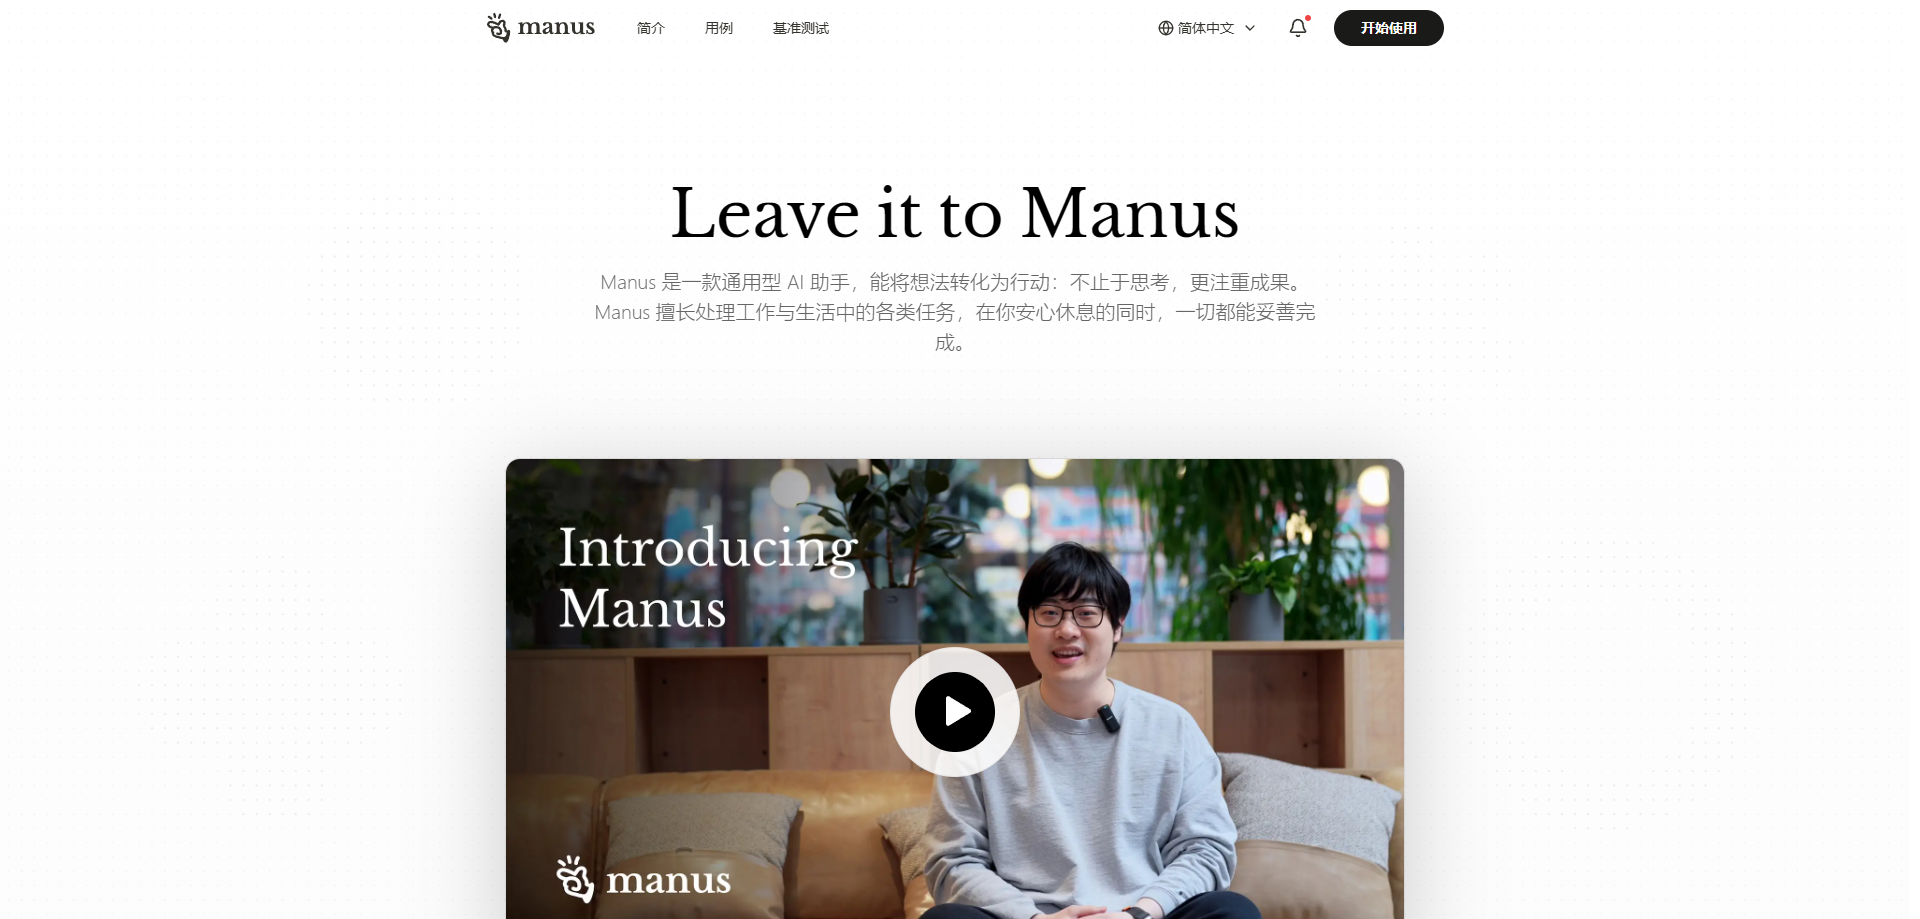 manus
简介
用例
基准测试
简体中文
开始使用
Leave it to Manus
Manus 是一款通用型 AI 助手，能将想法转化为行动：不止于思考，更注重成果。
Manus 擅长处理工作与生活中的各类任务，在你安心休息的同时，一切都能妥善完
成。
Introducing
Manus
manus